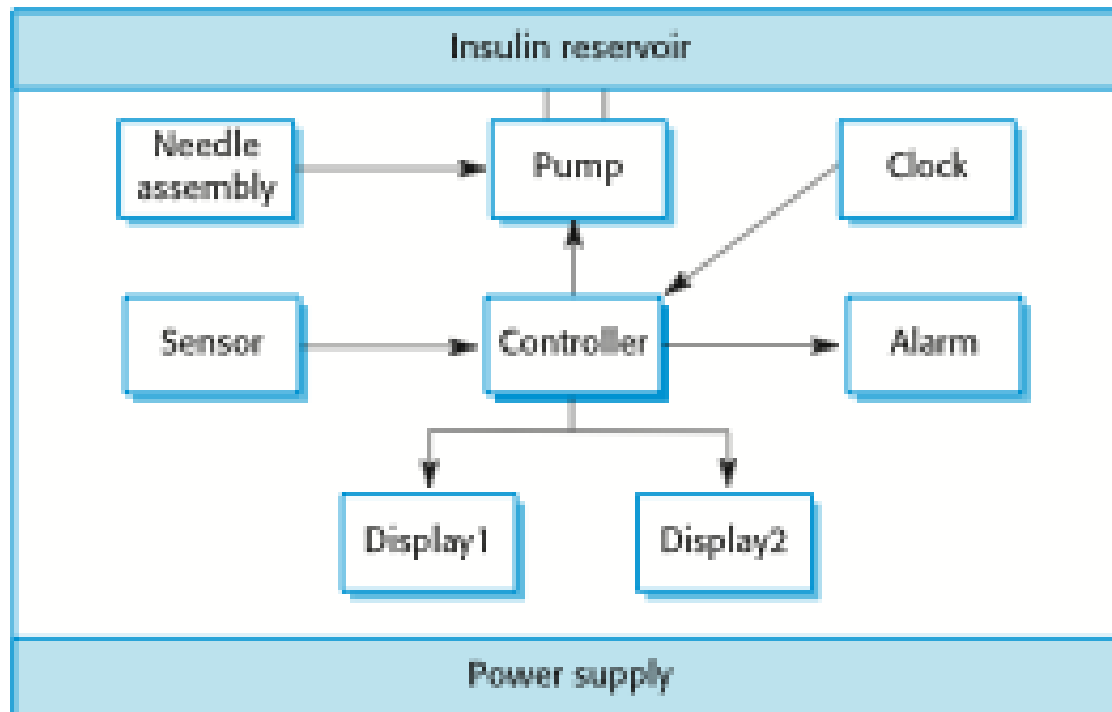 Insulin reservoir
Needle
assembly
Pump
Clock
Sensor
Controller
Alarm
Display1
Display2
Power supply